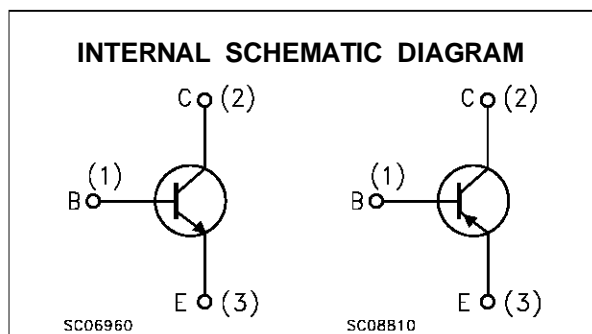 INTERNAL SCHEMATIC DIAGRAM
C (2)
C (2)
(1)
B
(1)
B
E (3)
E (3)
SC06960
SC08810